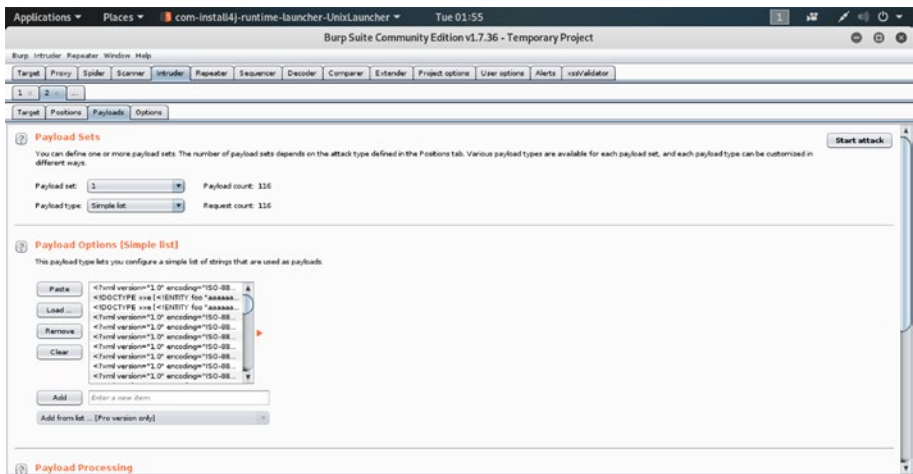 Applications Places com-install4j-runtime-launcher-UnixLauncher Tue 01:55 1
Burp Suite Community Edition v1.7.36 - Temporary Project
Burp Intruder Repeater Window Help
Target Proxy Spider Scanner Intruder Repeater Sequencer Decoder Comparer Extender Project options User options Alerts xssValidator
1 × 2 × ...
Target Positions Payloads Options
? Payload Sets
Start attack
You can define one or more payload sets. The number of payload sets depends on the attack type defined in the Positions tab. Various payload types are available for each payload set, and each payload type can be customized in
different ways.
Payload set: 1 Payload count: 116
Payload type: Simple list Request count: 116
? Payload Options [Simple list]
This payload type lets you configure a simple list of strings that are used as payloads.
Paste
Load ...
Remove
Clear
<?xml version="1.0" encoding="ISO-88...
<!DOCTYPE xxe [<!ENTITY foo "aaaaaa...
<!DOCTYPE xxe [<!ENTITY foo "aaaaaa...
<?xml version="1.0" encoding="ISO-88...
<?xml version="1.0" encoding="ISO-88...
<?xml version="1.0" encoding="ISO-88...
<?xml version="1.0" encoding="ISO-88...
<?xml version="1.0" encoding="ISO-88...
<?xml version="1.0" encoding="ISO-88...
Add Enter a new item
Add from list ... [Pro version only]
? Payload Processing